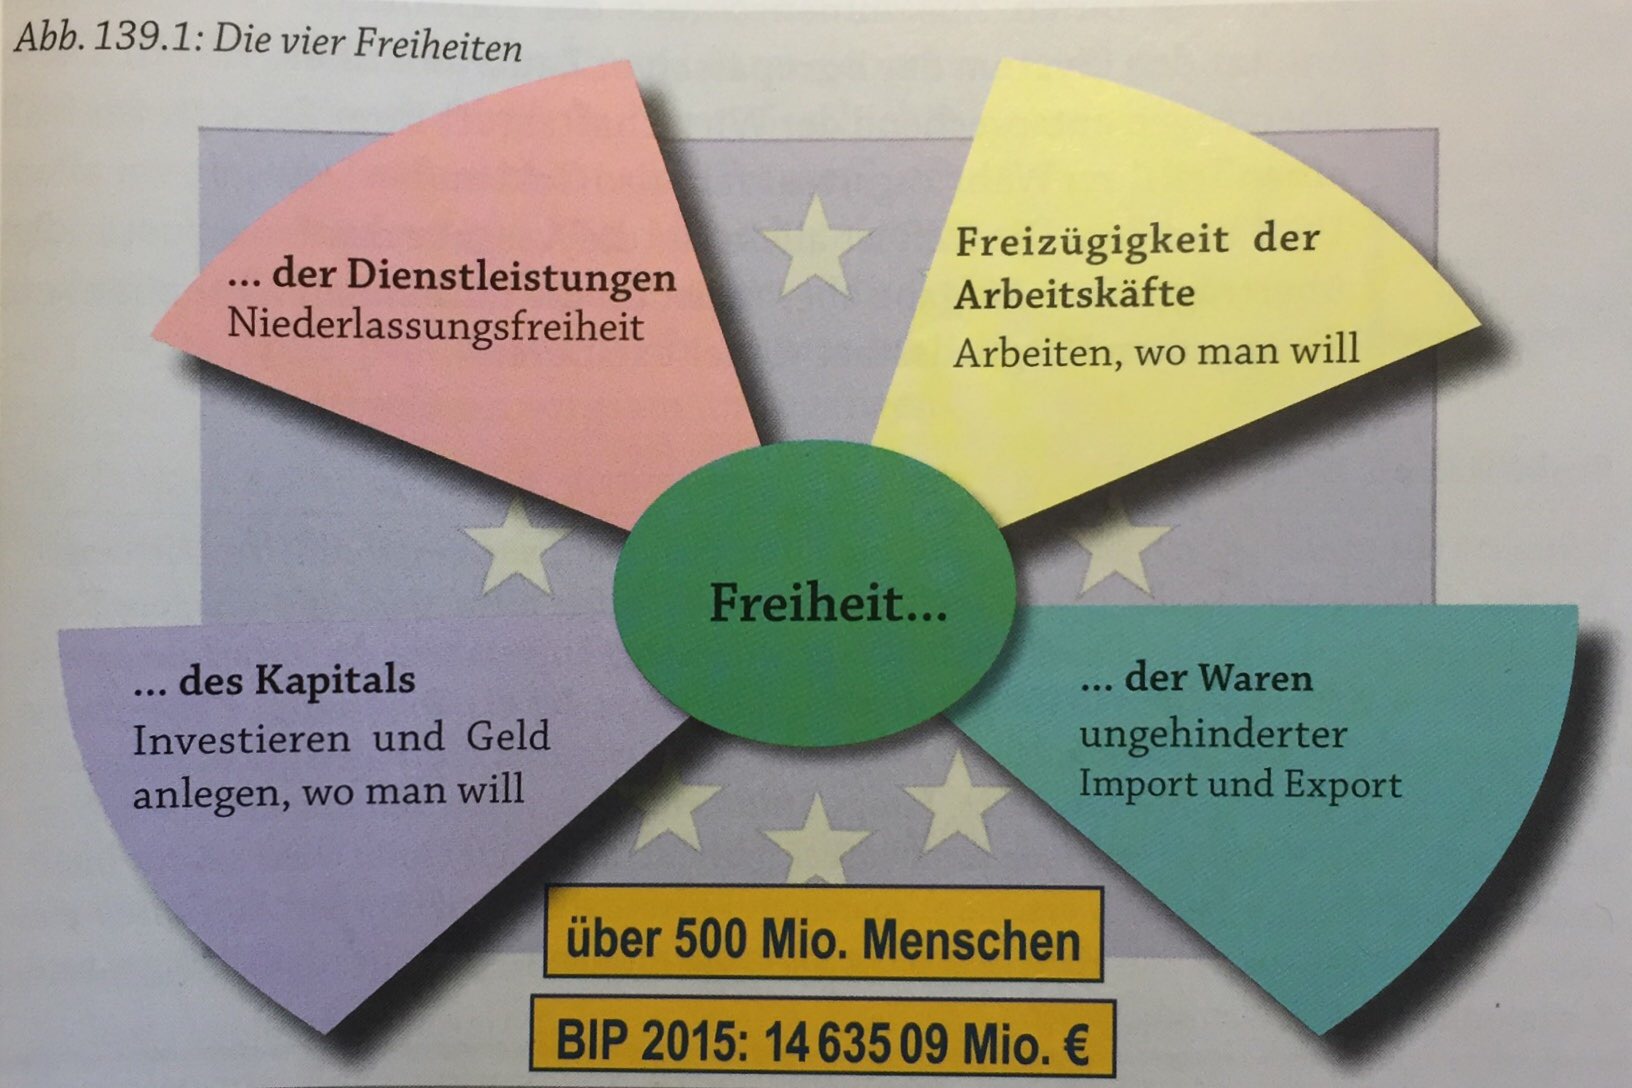 Abb. 139.1: Die vier Freiheiten
... der Dienstleistungen
Niederlassungsfreiheit
Freizügigkeit der
Arbeitskäfte
Arbeiten, wo man will
Freiheit...
... des Kapitals
Investieren und Geld
anlegen, wo man will
... der Waren
ungehinderter
Import und Export
über 500 Mio. Menschen
BIP 2015: 14 635 09 Mio. €